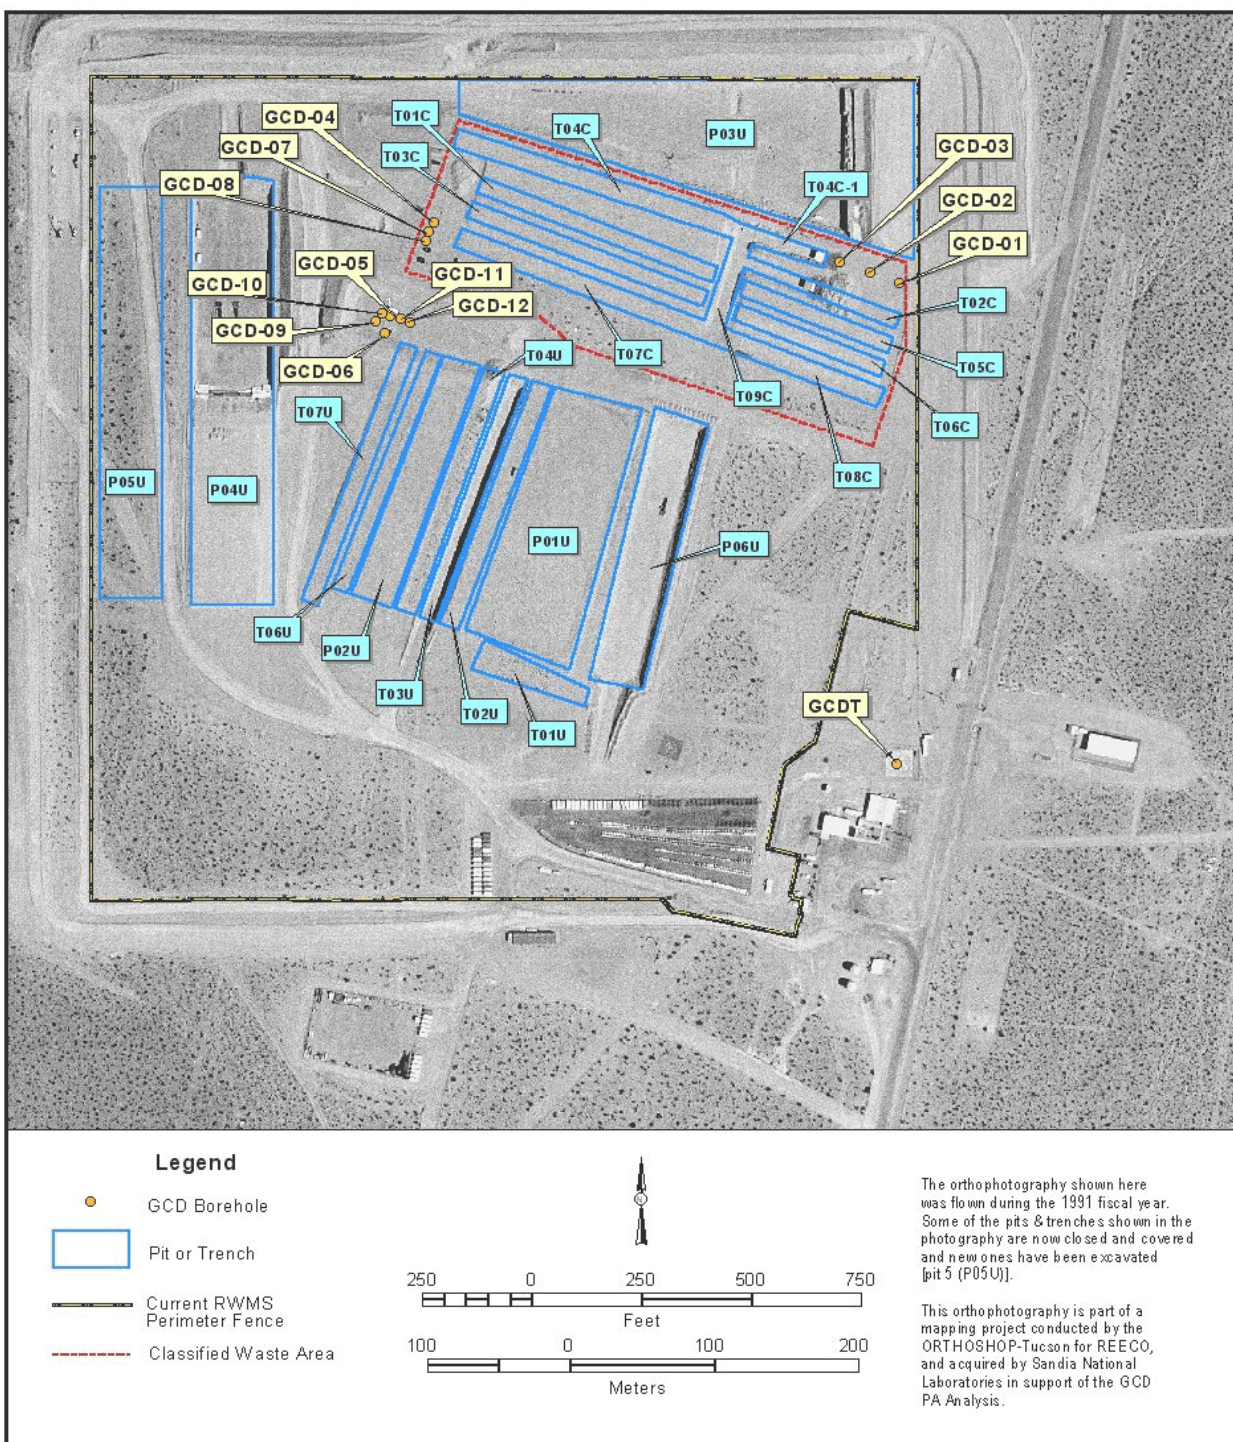 GCD-04
T01C
T04C
P03U
GCD-03
GCD-07
T03C
GCD-08
T04C-1
GCD-02
GCD-01
GCD-05
GCD-11
GCD-10
T02C
GCD-12
GCD-09
T04U
T07C
T05C
GCD-06
T09C
T07U
T06C
P05U
P04U
T08C
P01U
P06U
T06U
P02U
T03U
T02U
T01U
GCDT
Legend
GCD Borehole
Pit or Trench
Current RWMS
Perimeter Fence
Classified Waste Area
N
250 0 250 500 750
Feet
100 0 100 200
Meters
The orthophotography shown here
was flown during the 1991 fiscal year.
Some of the pits & trenches shown in the
photography are now closed and covered
and new ones have been excavated
[pit 5 (P05U)].
This orthophotography is part of a
mapping project conducted by the
ORTHOSHOP-Tucson for REECO,
and acquired by Sandia National
Laboratories in support of the GCD
PA Analysis.